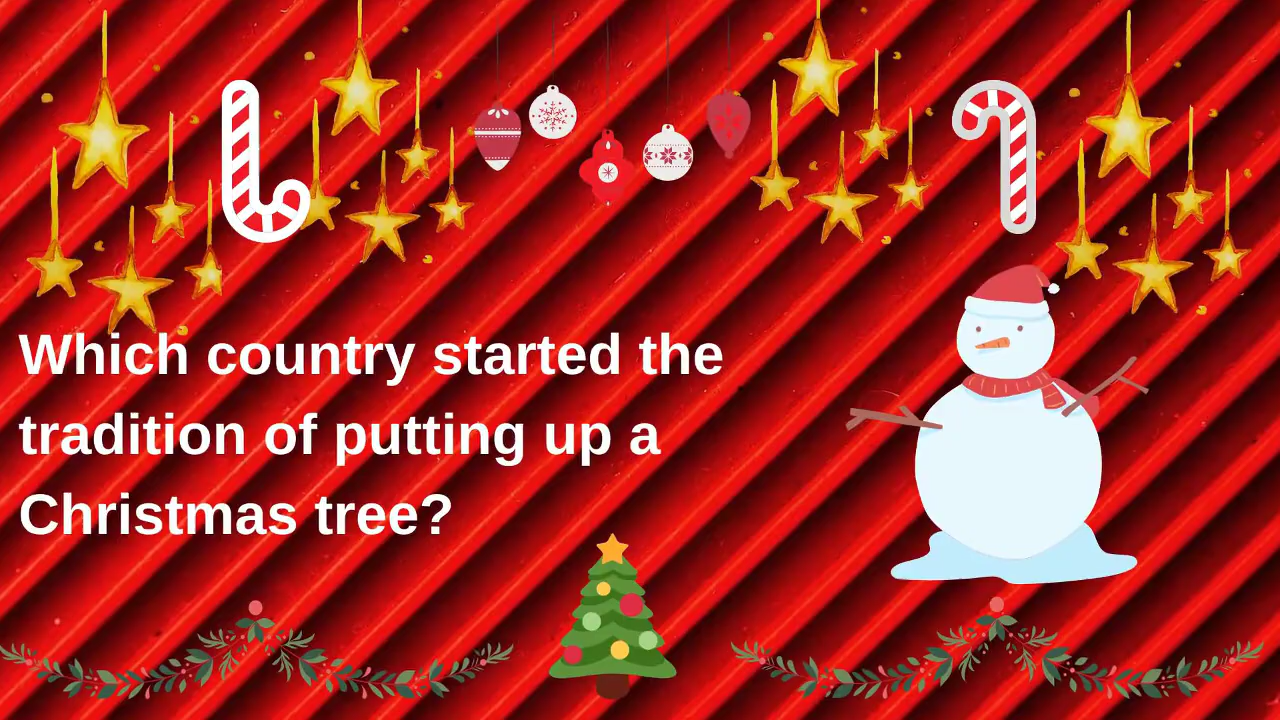 Which country started the
tradition of putting up a
Christmas tree?